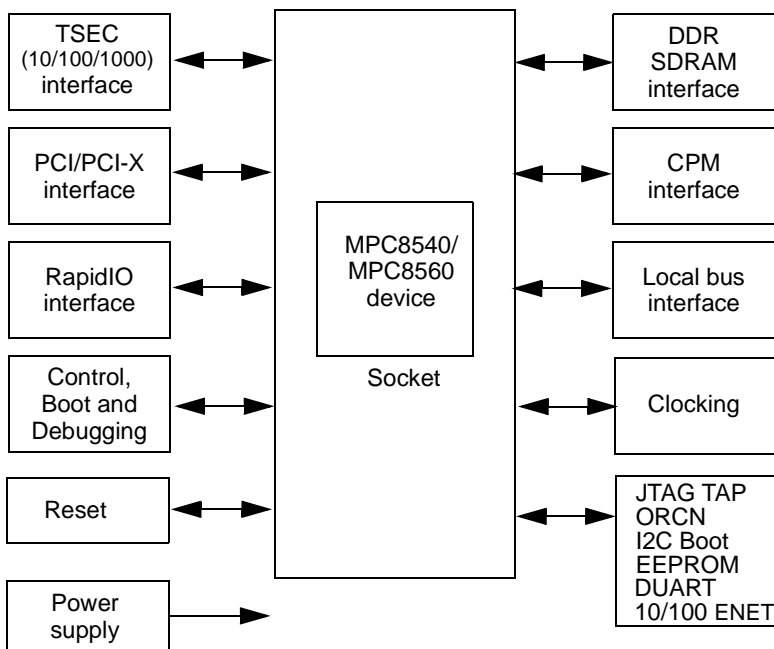 TSEC
(10/100/1000)
interface
PCI/PCI-X
interface
RapidIO
interface
Control,
Boot and
Debugging
Reset
Power
supply
MPC8540/
MPC8560
device
Socket
DDR
SDRAM
interface
CPM
interface
Local bus
interface
Clocking
JTAG TAP
ORCN
I2C Boot
EEPROM
DUART
10/100 ENET